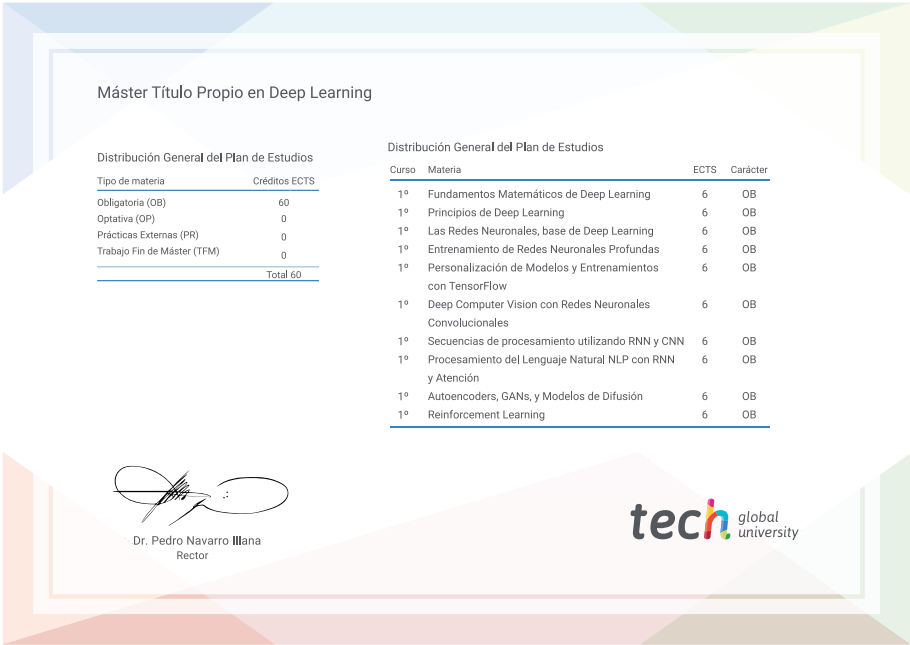 Máster Título Propio en Deep Learning
Distribución General del Plan de Estudios
Tipo de materia Créditos ECTS
Obligatoria (OB) 60
Optativa (OP) 0
Prácticas Externas (PR) 0
Trabajo Fin de Máster (TFM) 0
Total 60
Distribución General del Plan de Estudios
Curso Materia ECTS Carácter
1º Fundamentos Matemáticos de Deep Learning 6 OB
1º Principios de Deep Learning 6 OB
1º Las Redes Neuronales, base de Deep Learning 6 OB
1º Entrenamiento de Redes Neuronales Profundas 6 OB
1º Personalización de Modelos y Entrenamientos 6 OB
con TensorFlow
1º Deep Computer Vision con Redes Neuronales 6 OB
Convolucionales
1º Secuencias de procesamiento utilizando RNN y CNN 6 OB
1º Procesamiento del Lenguaje Natural NLP con RNN 6 OB
y Atención
1º Autoencoders, GANs, y Modelos de Difusión 6 OB
1º Reinforcement Learning 6 OB
Dr. Pedro Navarro Illana
Rector
tech global
university